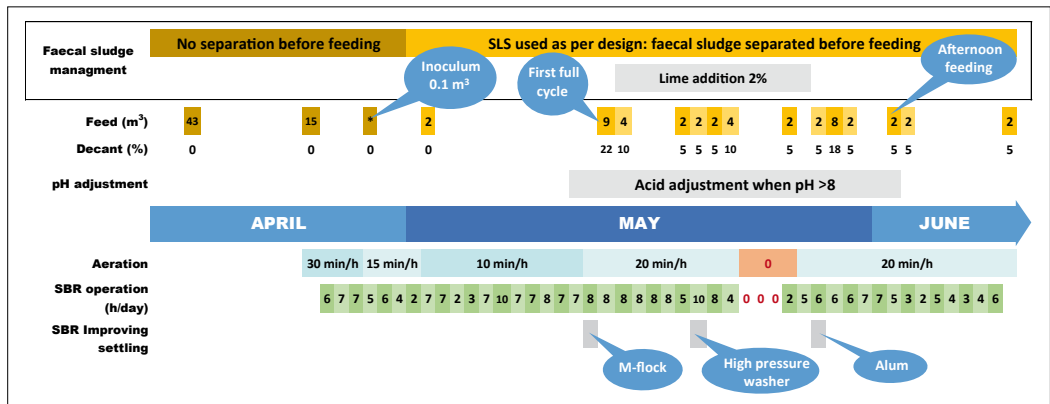 Faecal sludge
managment
No separation before feeding
SLS used as per design: faecal sludge separated before feeding
Inoculum
0.1 m³
First full
cycle
Lime addition 2%
Afternoon
feeding
Feed (m³)
43 15 * 2 9 4 2 2 2 4 2 2 8 2 2 2 2
Decant (%)
0 0 0 0 22 10 5 5 5 10 5 5 18 5 5 5 5
pH adjustment
Acid adjustment when pH >8
APRIL MAY JUNE
Aeration
30 min/h 15 min/h 10 min/h 20 min/h 0 20 min/h
SBR operation
(h/day)
6 7 7 5 6 4 2 7 7 2 3 7 10 7 7 8 7 7 8 8 8 8 8 8 5 10 8 4 0 0 0 2 5 6 6 6 7 7 5 3 2 5 4 3 4 6
SBR Improving
settling
M-flock
High pressure
washer
Alum